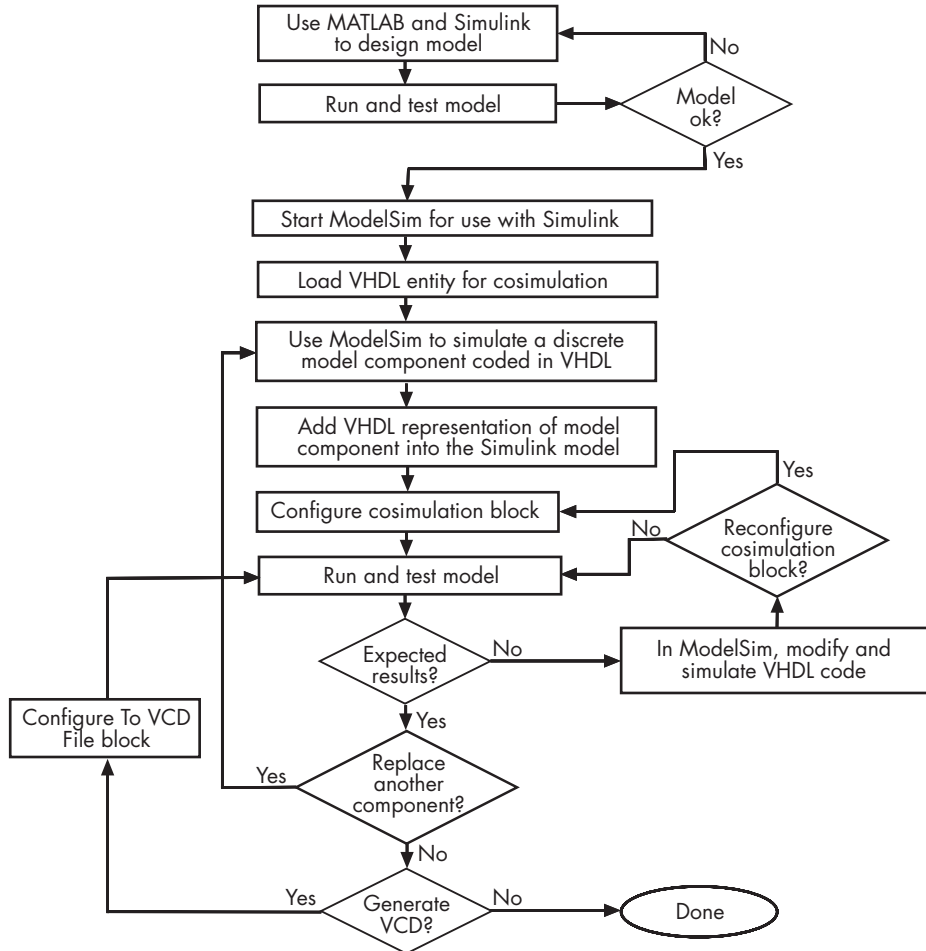 Use MATLAB and Simulink
to design model
No
Run and test model
Model
ok?
Yes
Start ModelSim for use with Simulink
Load VHDL entity for cosimulation
Use ModelSim to simulate a discrete
model component coded in VHDL
Add VHDL representation of model
component into the Simulink model
Yes
Configure cosimulation block
No
Reconfigure
cosimulation
block?
Run and test model
Expected
results?
No
In ModelSim, modify and
simulate VHDL code
Configure To VCD
File block
Yes
Yes
Replace
another
component?
No
Yes
Generate
VCD?
No
Done